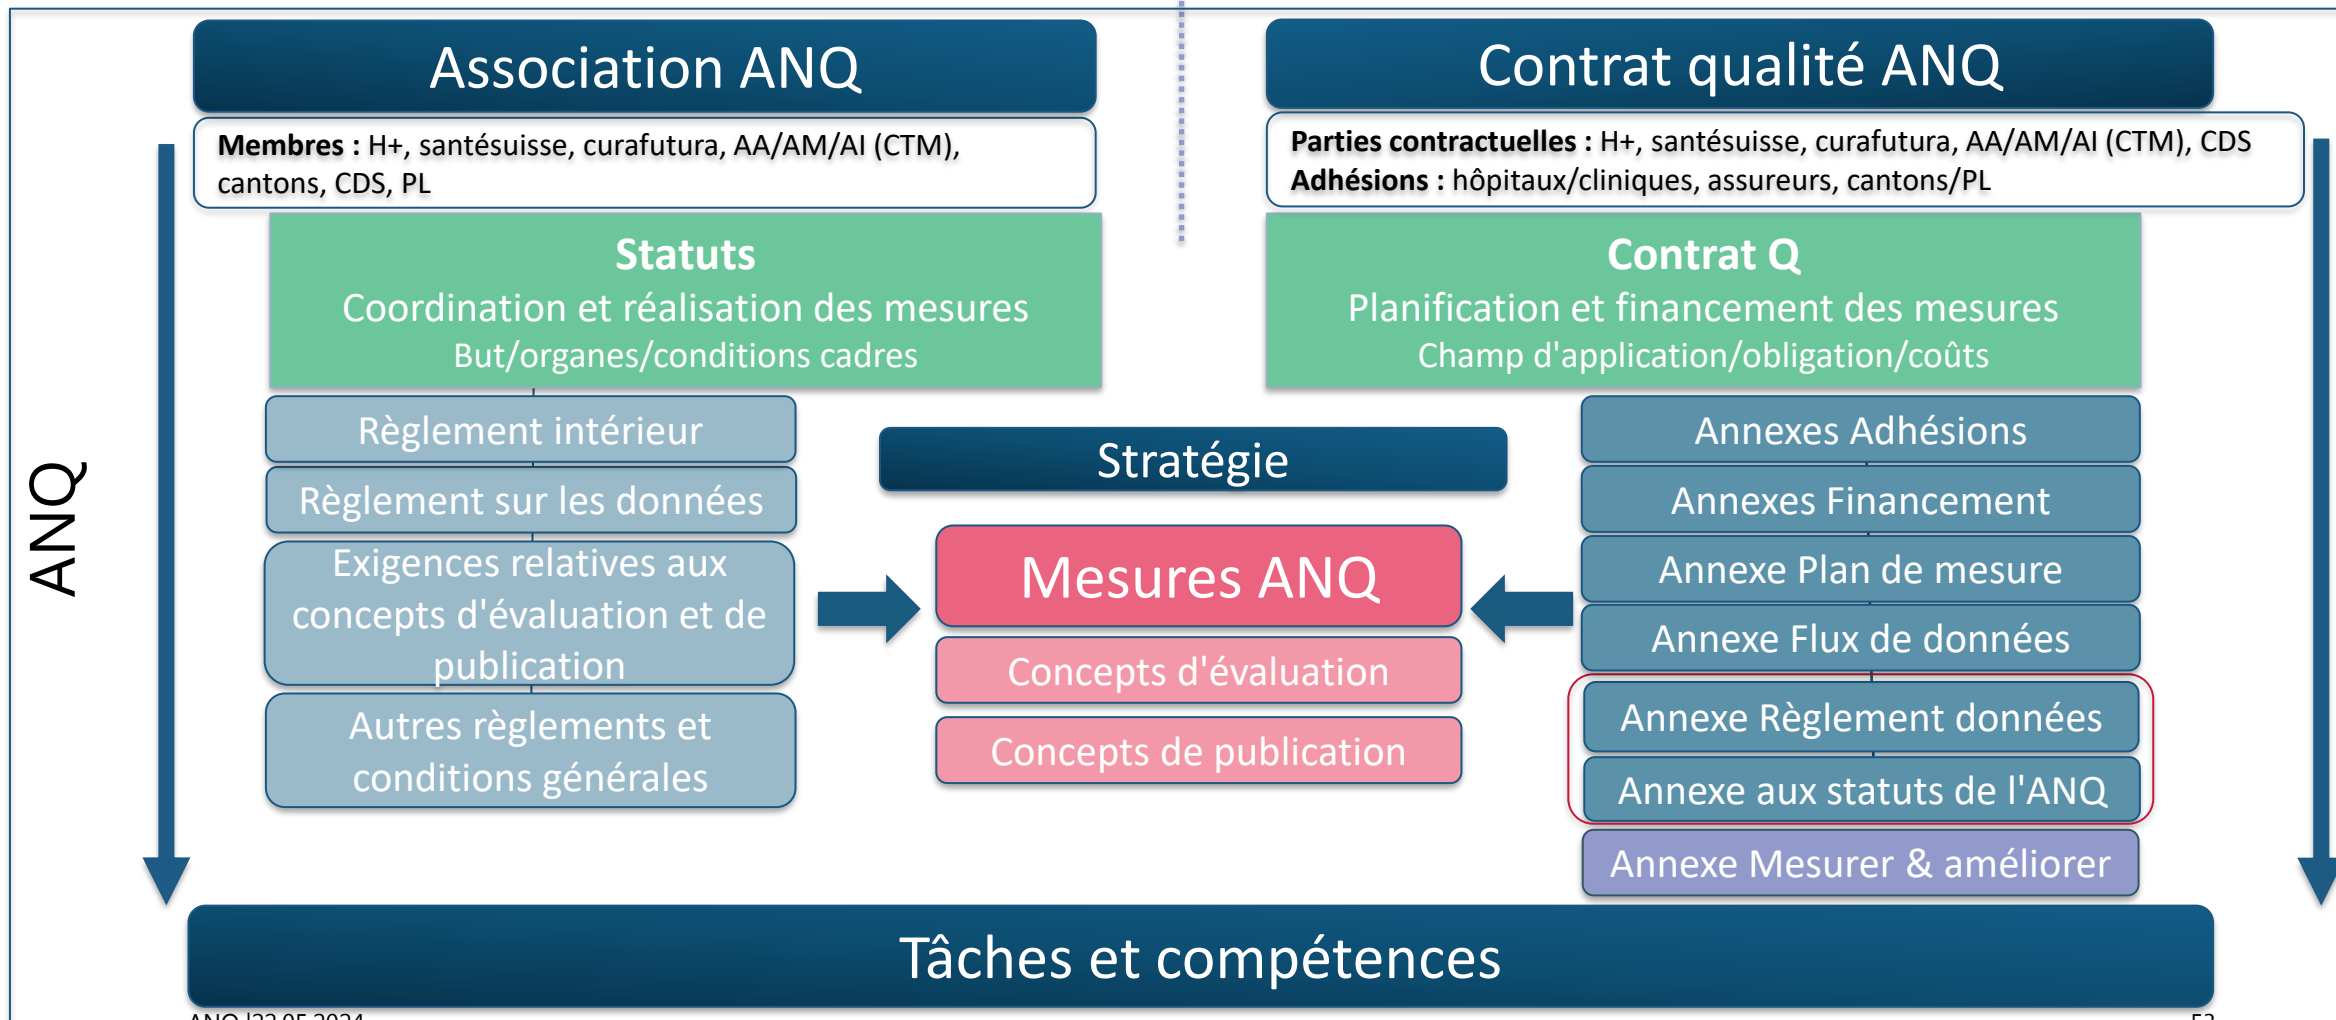 Association ANQ
Membres : H+, santésuisse, curafutura, AA/AM/AI (CTM),
cantons, CDS, PL
Statuts
Coordination et réalisation des mesures
But/organes/conditions cadres
Règlement intérieur
Règlement sur les données
Exigences relatives aux
concepts d'évaluation et de
publication
Autres règlements et
conditions générales
ANQ
Stratégie
Mesures ANQ
Concepts d'évaluation
Concepts de publication
Contrat qualité ANQ
Parties contractuelles : H+, santésuisse, curafutura, AA/AM/AI (CTM), CDS
Adhésions : hôpitaux/cliniques, assureurs, cantons/PL
Contrat Q
Planification et financement des mesures
Champ d'application/obligation/coûts
Annexes Adhésions
Annexes Financement
Annexe Plan de mesure
Annexe Flux de données
Annexe Règlement données
Annexe aux statuts de l'ANQ
Annexe Mesurer & améliorer
Tâches et compétences
ANQ |22.05.2024